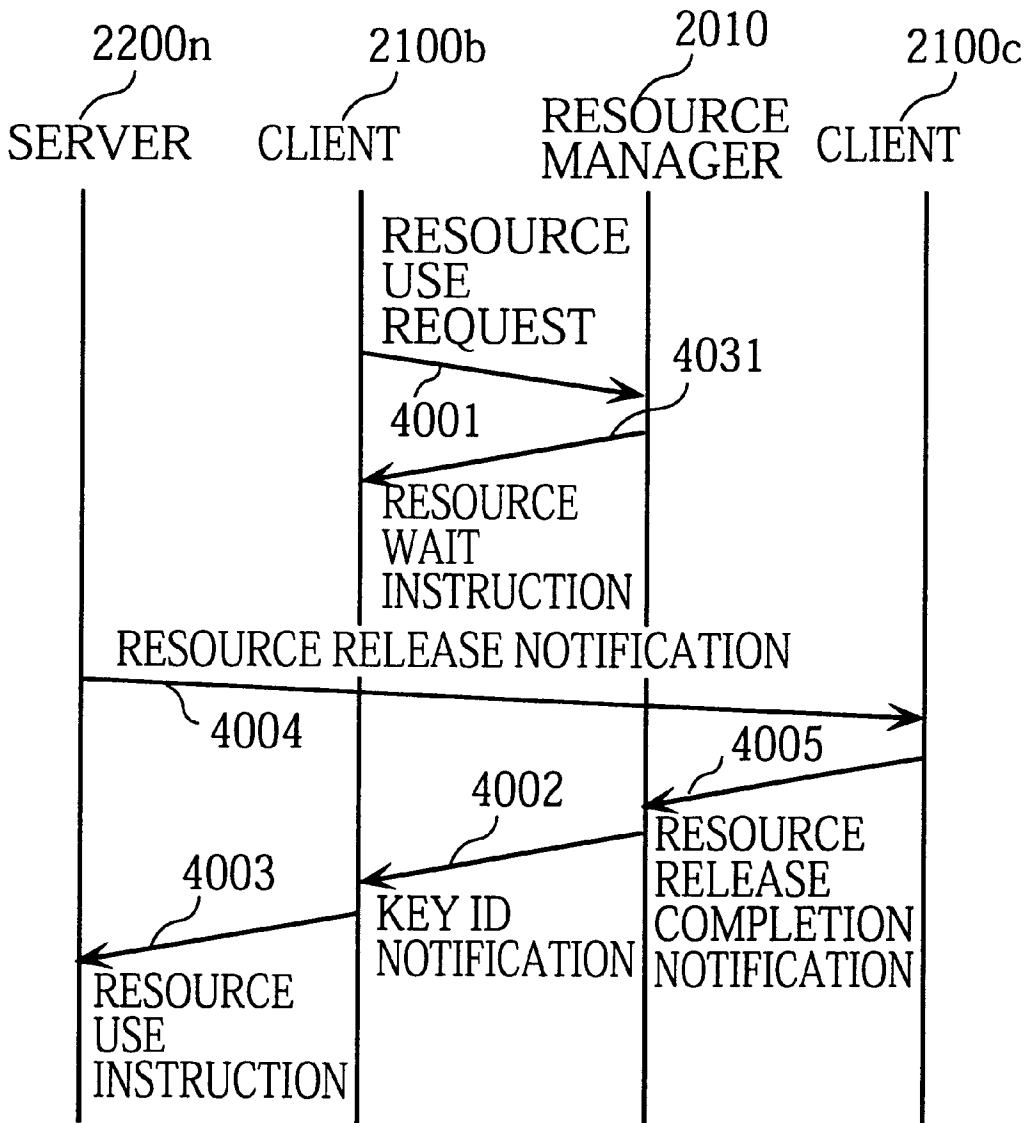 2200n
2100b
2010
2100c
SERVER
CLIENT
RESOURCE
MANAGER
CLIENT
RESOURCE
USE
REQUEST
4031
4001
RESOURCE
WAIT
INSTRUCTION
RESOURCE RELEASE NOTIFICATION
4004
4005
4002
RESOURCE
RELEASE
COMPLETION
NOTIFICATION
4003
KEY ID
NOTIFICATION
RESOURCE
USE
INSTRUCTION